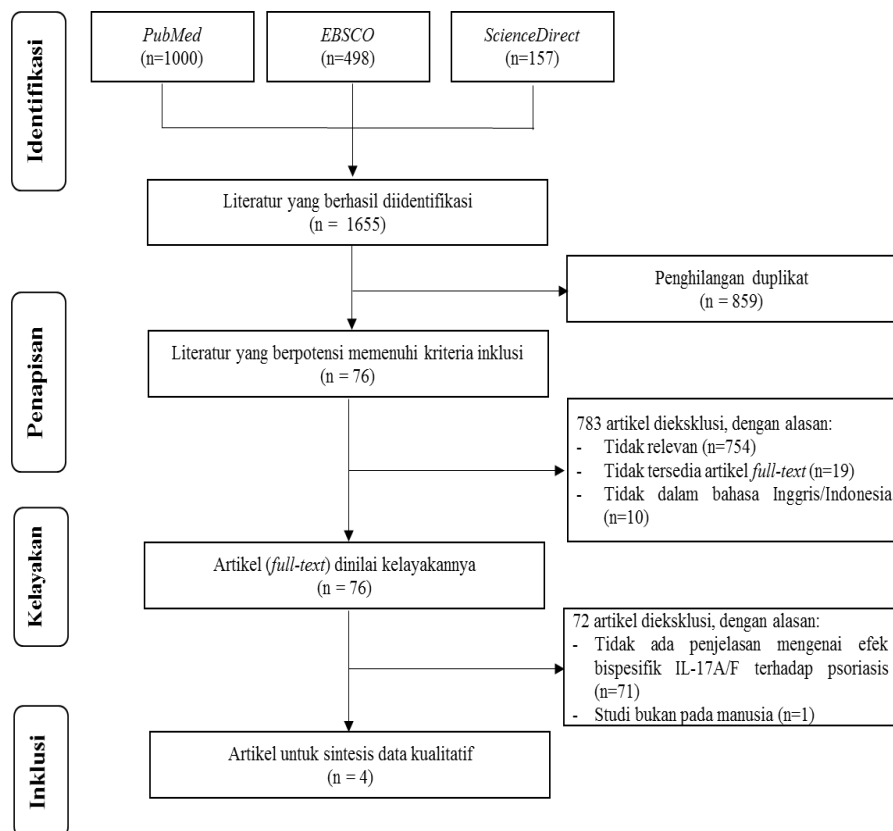 Identifikasi
PubMed
(n=1000)
EBSCO
(n=498)
ScienceDirect
(n=157)
Literatur yang berhasil diidentifikasi
(n = 1655)
Penghilangan duplikat
(n = 859)
Penapisan
Literatur yang berpotensi memenuhi kriteria inklusi
(n = 76)
783 artikel dieksklusi, dengan alasan:
- Tidak relevan (n=754)
- Tidak tersedia artikel full-text (n=19)
- Tidak dalam bahasa Inggris/Indonesia
(n=10)
Kelayakan
Artikel (full-text) dinilai kelayakannya
(n = 76)
72 artikel dieksklusi, dengan alasan:
- Tidak ada penjelasan mengenai efek
bispesifik IL-17A/F terhadap psoriasis
(n=71)
- Studi bukan pada manusia (n=1)
Inklusi
Artikel untuk sintesis data kualitatif
(n = 4)